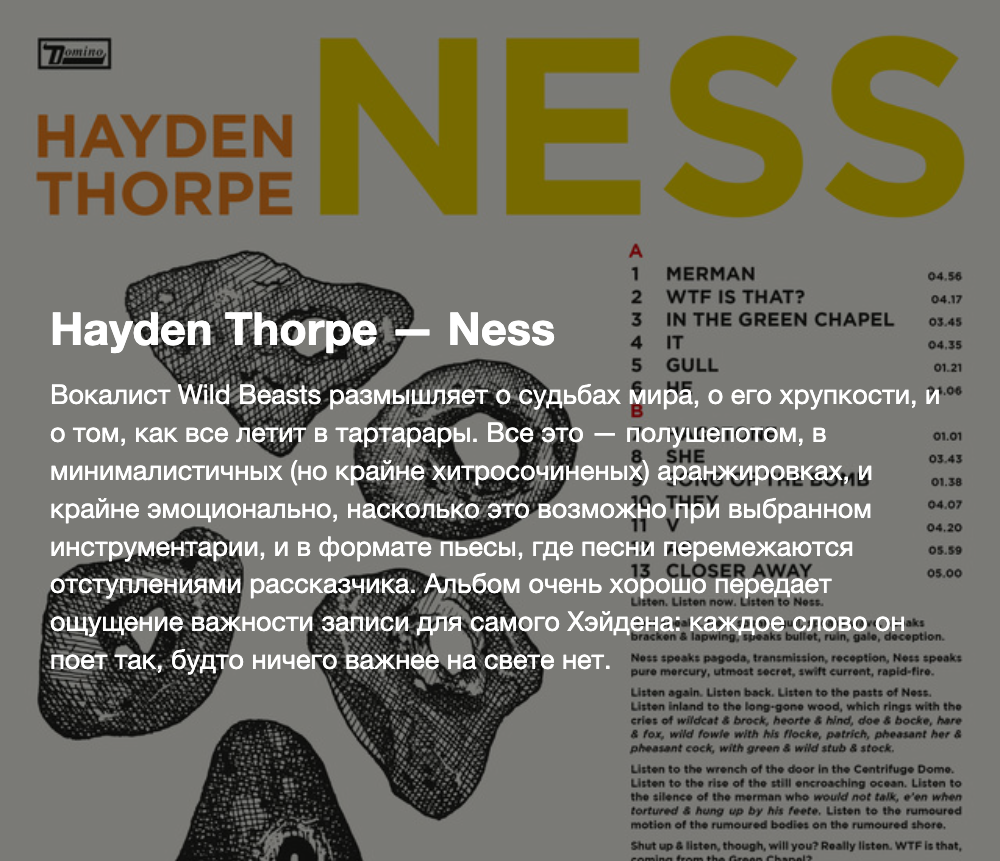 Domino
NESS
HAYDEN
THORPE
A
1 MERMAN 04.56
2 WTF IS THAT? 04.17
3 IN THE GREEN CHAPEL 03.45
4 IT 04.35
5 GULL 01.21
6 HE
Hayden Thorpe — Ness
Вокалист Wild Beasts размышляет о судьбах мира, о его хрупкости, и
о том, как все летит в тартарары. Все это — полушепотом, в
минималистичных (но крайне хитросочиненых) аранжировках, и
крайне эмоционально, насколько это возможно при выбранном
инструментарии, и в формате пьесы, где песни перемежаются
отступлениями рассказчика. Альбом очень хорошо передает
ощущение важности записи для самого Хэйдена: каждое слово он
поет так, будто ничего важнее на свете нет.
B
01.01
8 SHE 03.43
9 SONG OF THE BOMB 01.38
10 THEY 04.07
11 V 04.20
05.59
13 CLOSER AWAY 05.00
Listen. Listen now. Listen to Ness.
bracken & lapwing, speaks bullet, ruin, gale, deception.
Ness speaks pagoda, transmission, reception, Ness speaks
pure mercury, utmost secret, swift current, rapid-fire.
Listen again. Listen back. Listen to the pasts of Ness.
Listen inland to the long-gone wood, which rings with the
cries of wildcat & brock, heorte & hind, doe & bocke, hare
& fox, wild fowle with his flocke, patrich, pheasant her &
pheasant cock, with green & wild stub & stock.
Listen to the wrench of the door in the Centrifuge Dome.
Listen to the rise of the still encroaching ocean. Listen to
the silence of the merman who would not talk, e'en when
tortured & hung up by his feete. Listen to the rumoured
motion of the rumoured bodies on the rumoured shore.
Shut up & listen, though, will you? Really listen. WTF is that,
coming from the Green Chapel?